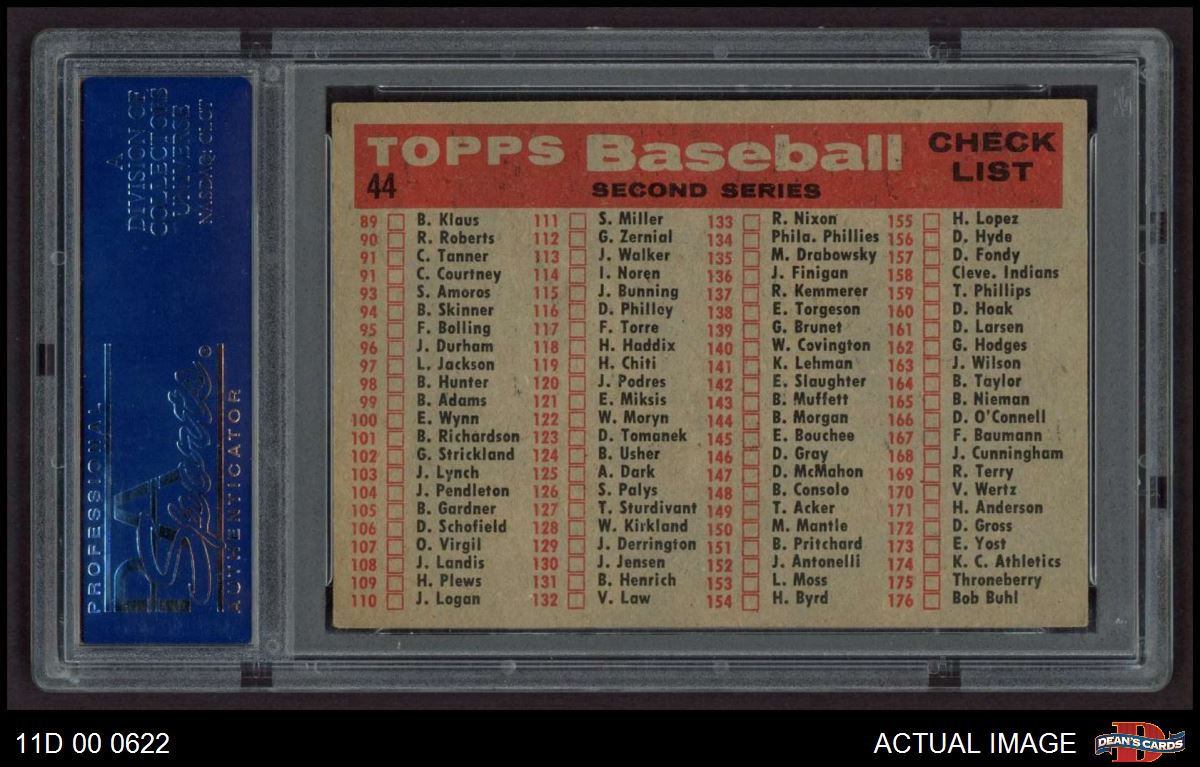 A
DIVISION OF
COLLECTORS
UNIVERSE
NASDAQ: CLCT
PROFESSIONAL
PSA
Sports
AUTHENTICATOR
TOPPS Baseball
CHECK
LIST
44
SECOND SERIES
89 B. Klaus
90 R. Roberts
91 C. Tanner
91 C. Courtney
93 S. Amoros
94 B. Skinner
95 F. Bolling
96 J. Durham
97 L. Jackson
98 B. Hunter
99 B. Adams
100 E. Wynn
101 B. Richardson
102 G. Strickland
103 J. Lynch
104 J. Pendleton
105 B. Gardner
106 D. Schofield
107 O. Virgil
108 J. Landis
109 H. Plews
110 J. Logan
111 S. Miller
112 G. Zernial
113 J. Walker
114 I. Noren
115 J. Bunning
116 D. Philley
117 F. Torre
118 H. Haddix
119 H. Chiti
120 J. Podres
121 E. Miksis
122 W. Moryn
123 D. Tomanek
124 B. Usher
125 A. Dark
126 S. Palys
127 T. Sturdivant
128 W. Kirkland
129 J. Derrington
130 J. Jensen
131 B. Henrich
132 V. Law
133 R. Nixon
134 Phila. Phillies
135 M. Drabowsky
136 J. Finigan
137 R. Kemmerer
138 E. Torgeson
139 G. Brunet
140 W. Covington
141 K. Lehman
142 E. Slaughter
143 B. Muffett
144 B. Morgan
145 E. Bouchee
146 D. Gray
147 D. McMahon
148 B. Consolo
149 T. Acker
150 M. Mantle
151 B. Pritchard
152 J. Antonelli
153 L. Moss
154 H. Byrd
155 H. Lopez
156 D. Hyde
157 D. Fondy
158 Cleve. Indians
159 T. Phillips
160 D. Hoak
161 D. Larsen
162 G. Hodges
163 J. Wilson
164 B. Taylor
165 B. Nieman
166 D. O'Connell
167 F. Baumann
168 J. Cunningham
169 R. Terry
170 V. Wertz
171 H. Anderson
172 D. Gross
173 E. Yost
174 K. C. Athletics
175 Throneberry
176 Bob Buhl
11D 00 0622
ACTUAL IMAGE
D
DEAN'S CARDS